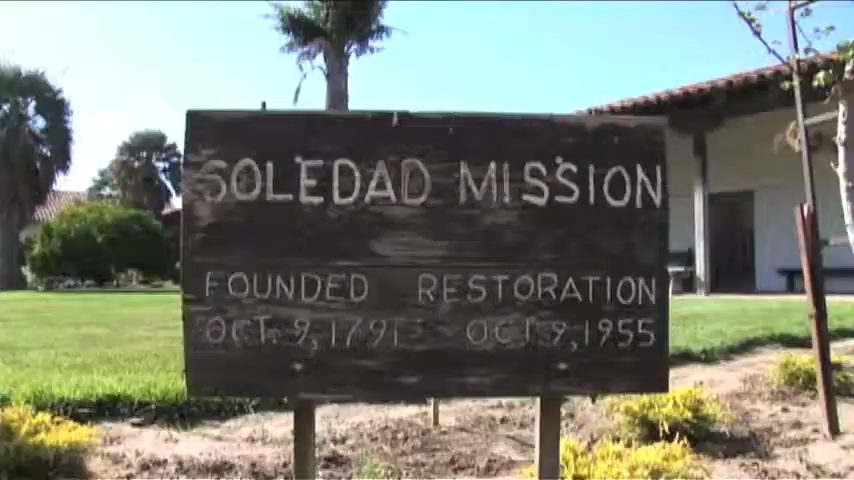 SOLEDAD MISSION
FOUNDED RESTORATION
OCT. 9, 1791 OCT 9, 1955